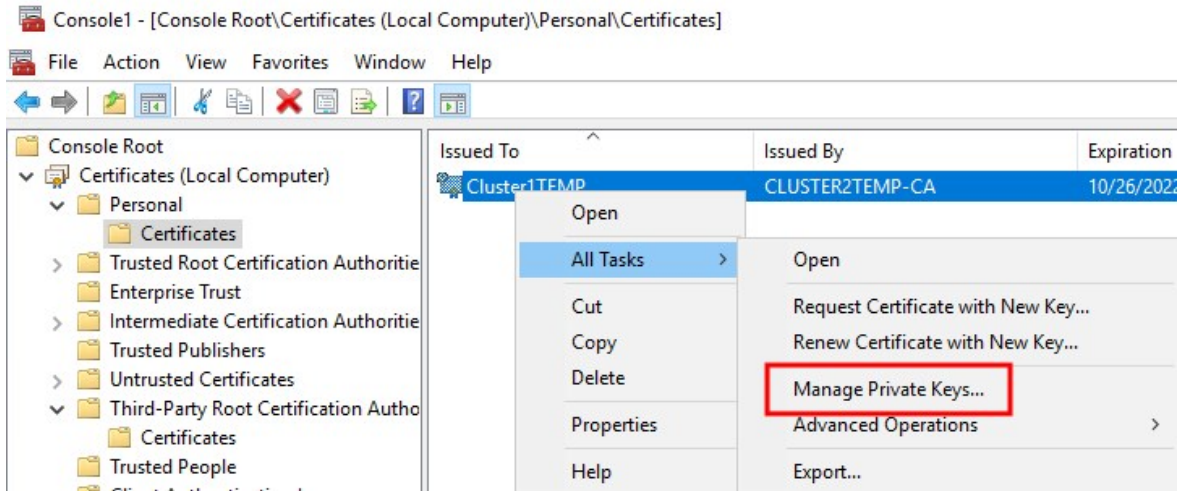 Console1 - [Console Root\Certificates (Local Computer)\Personal\Certificates]
File Action View Favorites Window Help
Console Root
Certificates (Local Computer)
Personal
Certificates
Trusted Root Certification Authoritie
Enterprise Trust
Intermediate Certification Authoritie
Trusted Publishers
Untrusted Certificates
Third-Party Root Certification Autho
Certificates
Trusted People
Issued To Issued By Expiration
Cluster1TEMP CLUSTER2TEMP-CA 10/26/2022
Open
All Tasks
Cut
Copy
Delete
Properties
Help
Open
Request Certificate with New Key...
Renew Certificate with New Key...
Manage Private Keys...
Advanced Operations
Export...